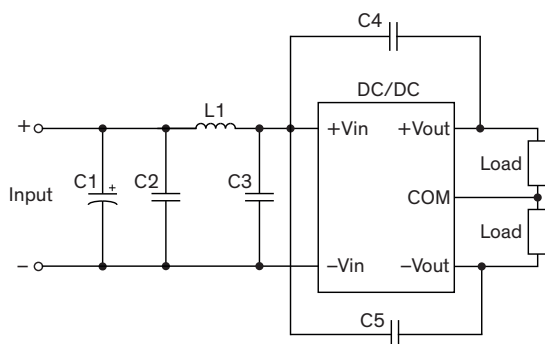 C4
DC/DC
L1
+
+Vin
+Vout
Load
Input
C1
+
C2
C3
COM
Load
–
–Vin
–Vout
C5